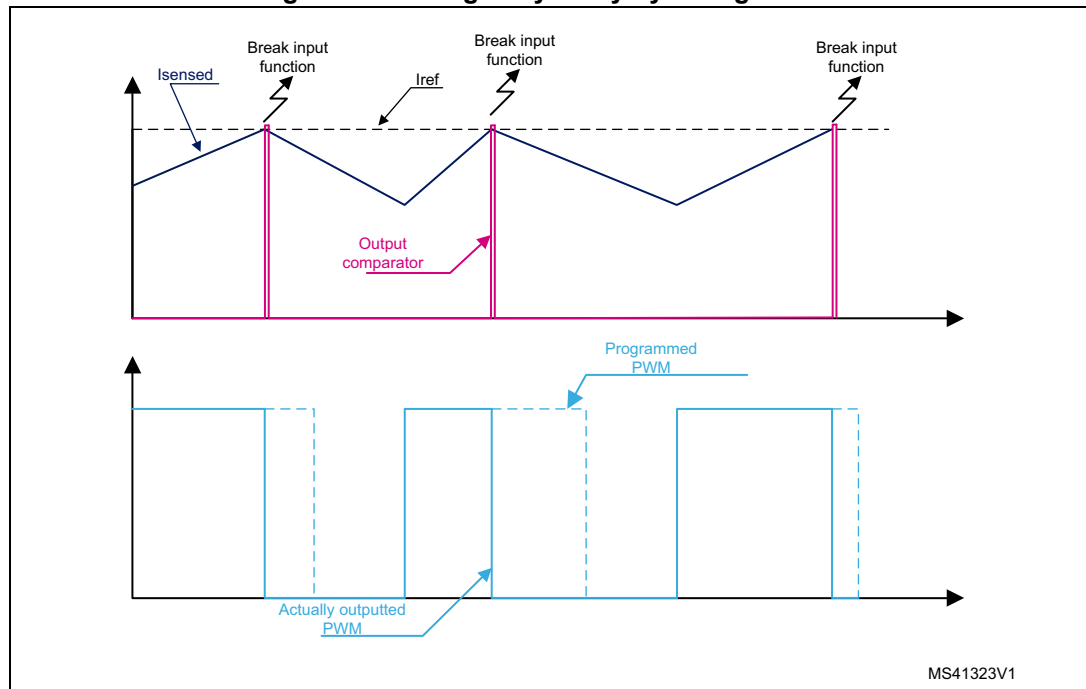 Break input
function
Break input
function
Break input
function
Isensed
Iref
Output
comparator
Programmed
PWM
Actually outputted
PWM
MS41323V1